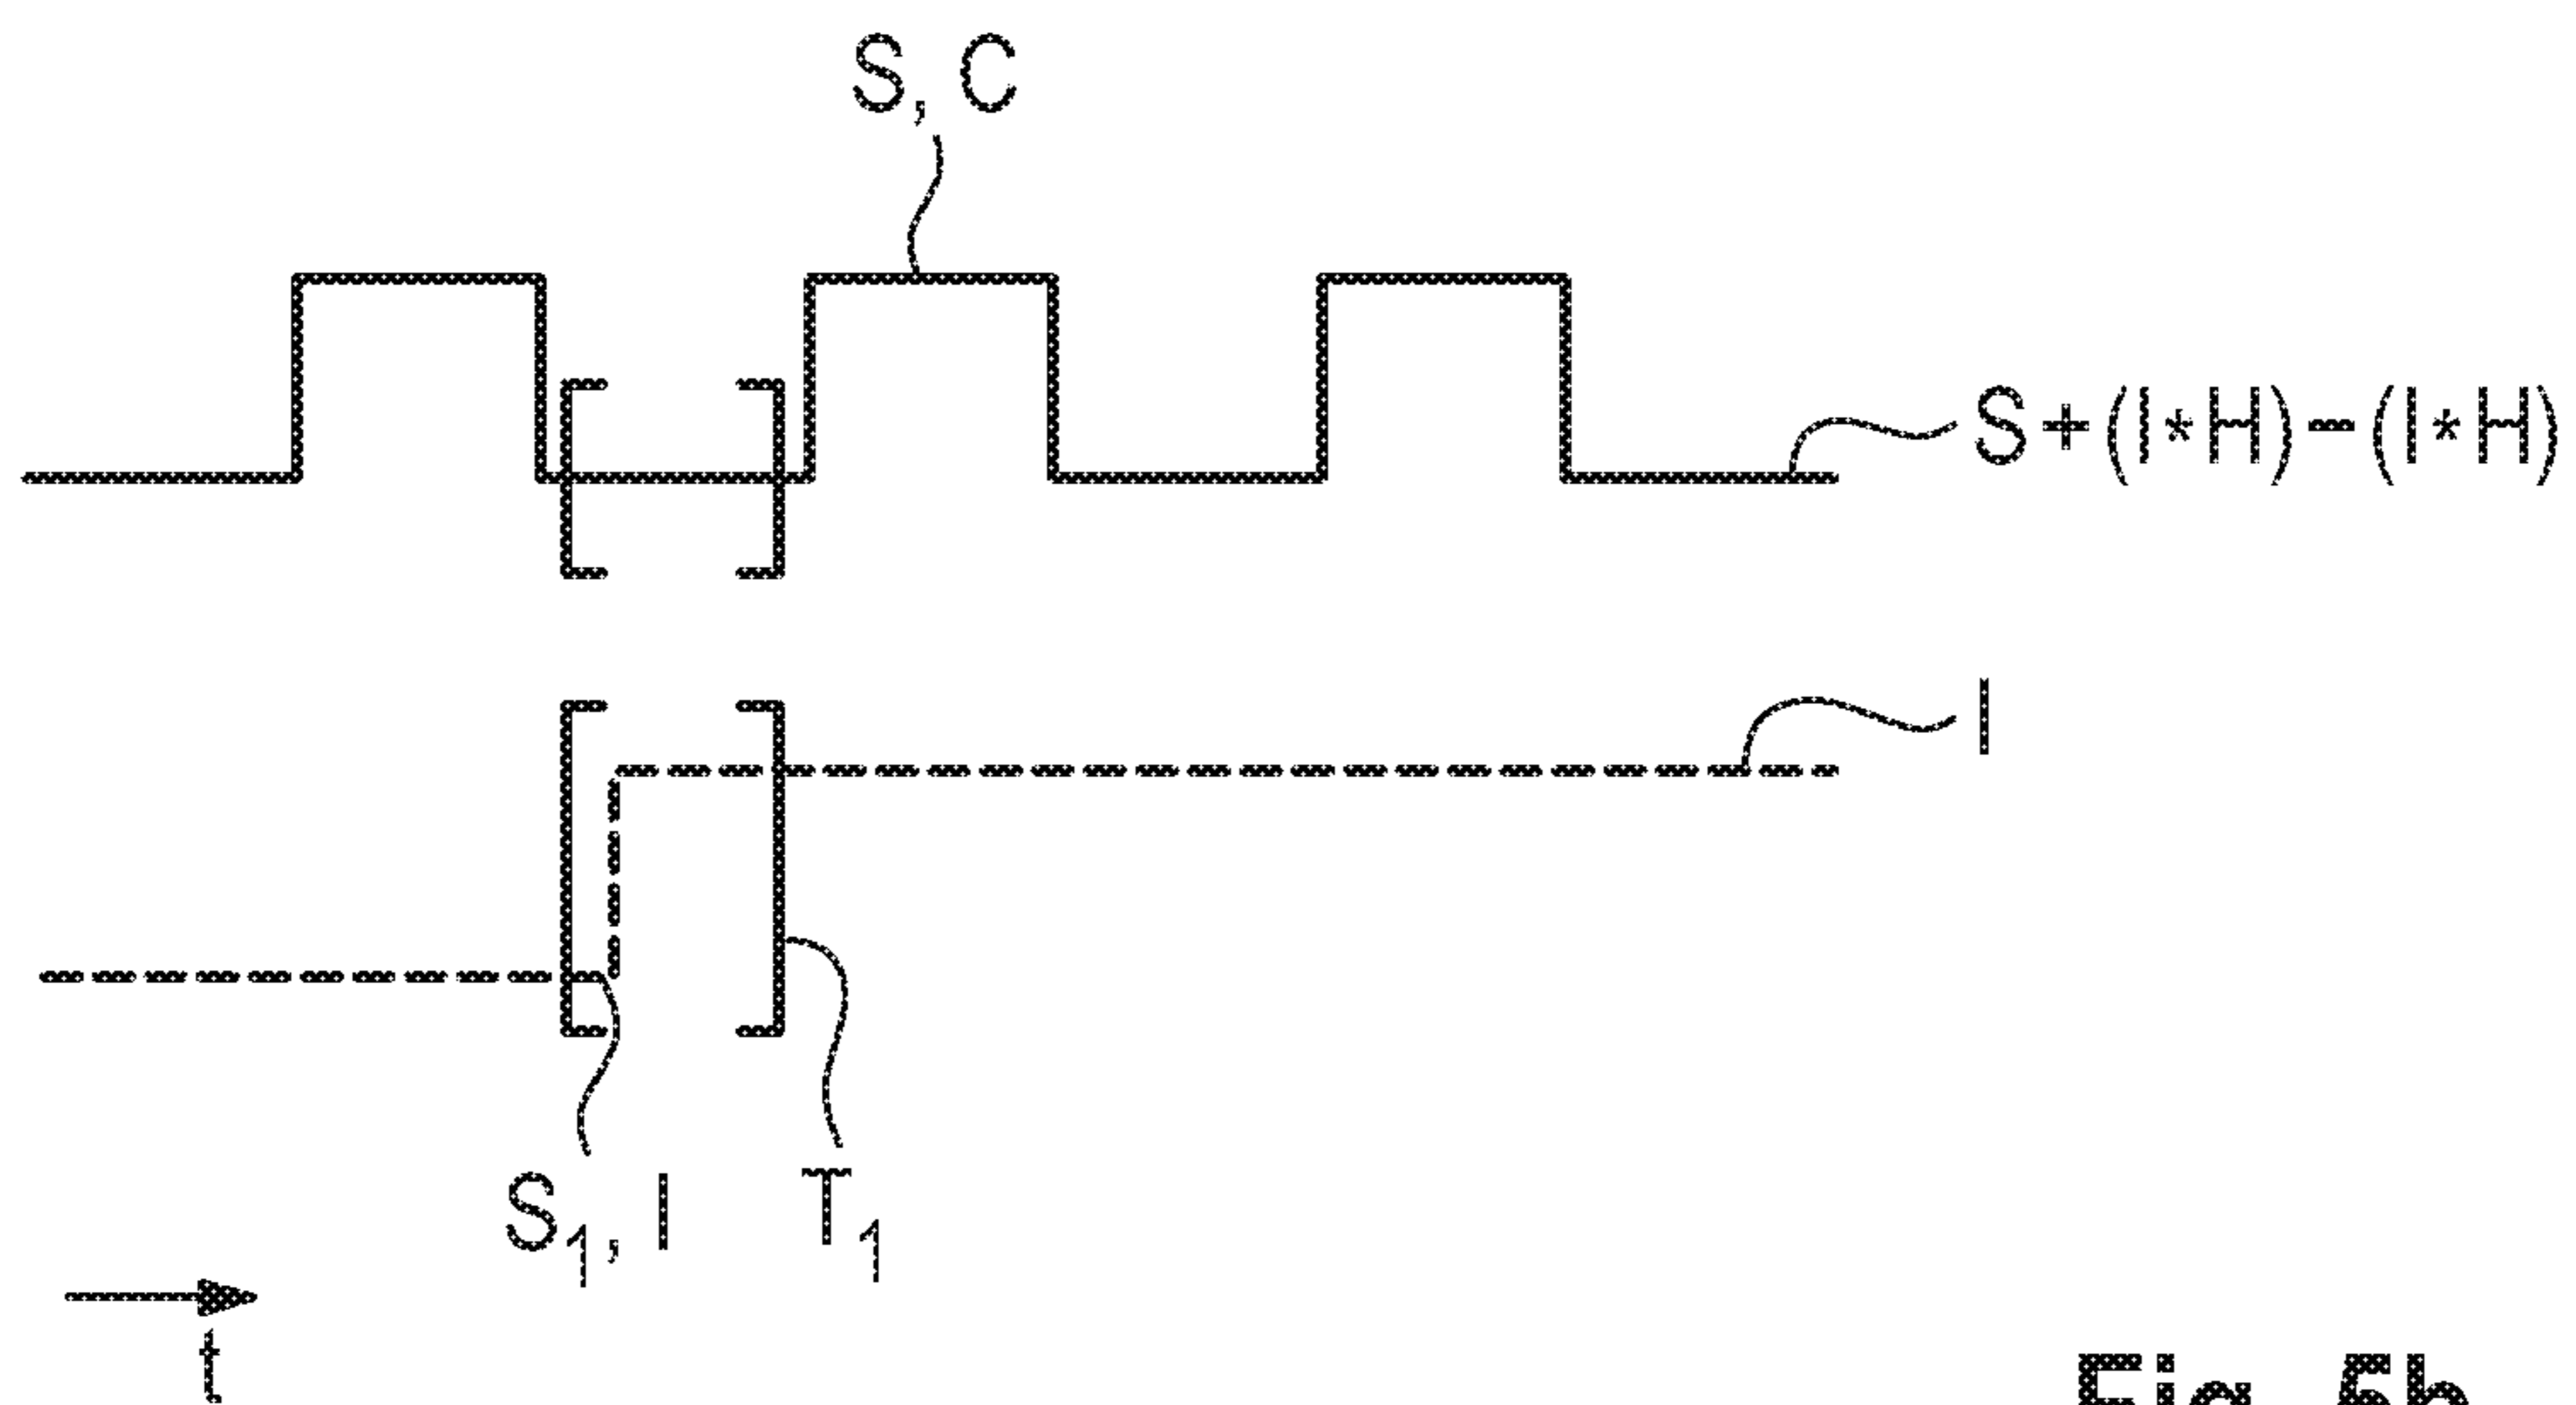 S, C
S+(I*H)-(I*H)
I
S1, I
T1
t
Fig. 5b